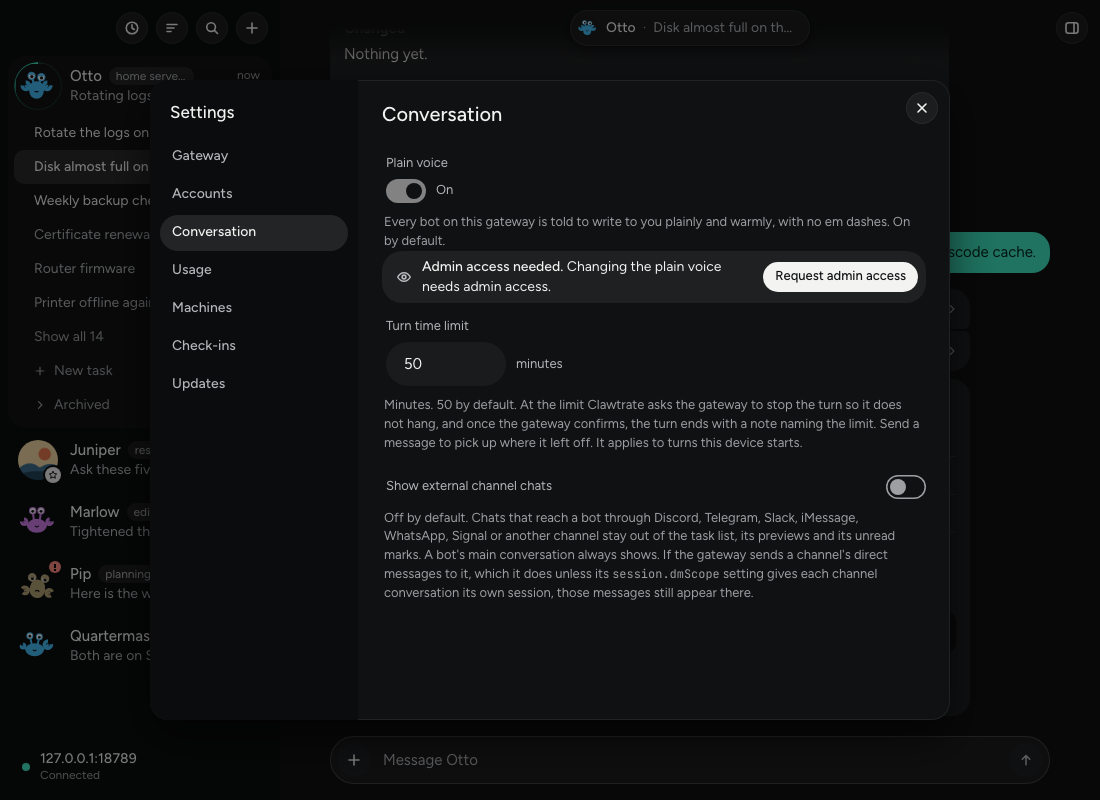 Otto · Disk almost full on th...
Nothing yet.
Otto home serve... now
Rotating logs
Rotate the logs on
Disk almost full on
Weekly backup che
Certificate renewa
Router firmware
Printer offline agai
Show all 14
New task
Archived
Juniper res
Ask these fiv
Marlow edi
Tightened th
Pip planning
Here is the w
Quartermas
Both are on S
127.0.0.1:18789
Connected
Settings
Gateway
Accounts
Conversation
Usage
Machines
Check-ins
Updates
Conversation
Plain voice
On
Every bot on this gateway is told to write to you plainly and warmly, with no em dashes. On
by default.
Admin access needed. Changing the plain voice
needs admin access.
Request admin access
Turn time limit
50 minutes
Minutes. 50 by default. At the limit Clawtrate asks the gateway to stop the turn so it does
not hang, and once the gateway confirms, the turn ends with a note naming the limit. Send a
message to pick up where it left off. It applies to turns this device starts.
Show external channel chats
Off by default. Chats that reach a bot through Discord, Telegram, Slack, iMessage,
WhatsApp, Signal or another channel stay out of the task list, its previews and its unread
marks. A bot's main conversation always shows. If the gateway sends a channel's direct
messages to it, which it does unless its session.dmScope setting gives each channel
conversation its own session, those messages still appear there.
scode cache.
Message Otto